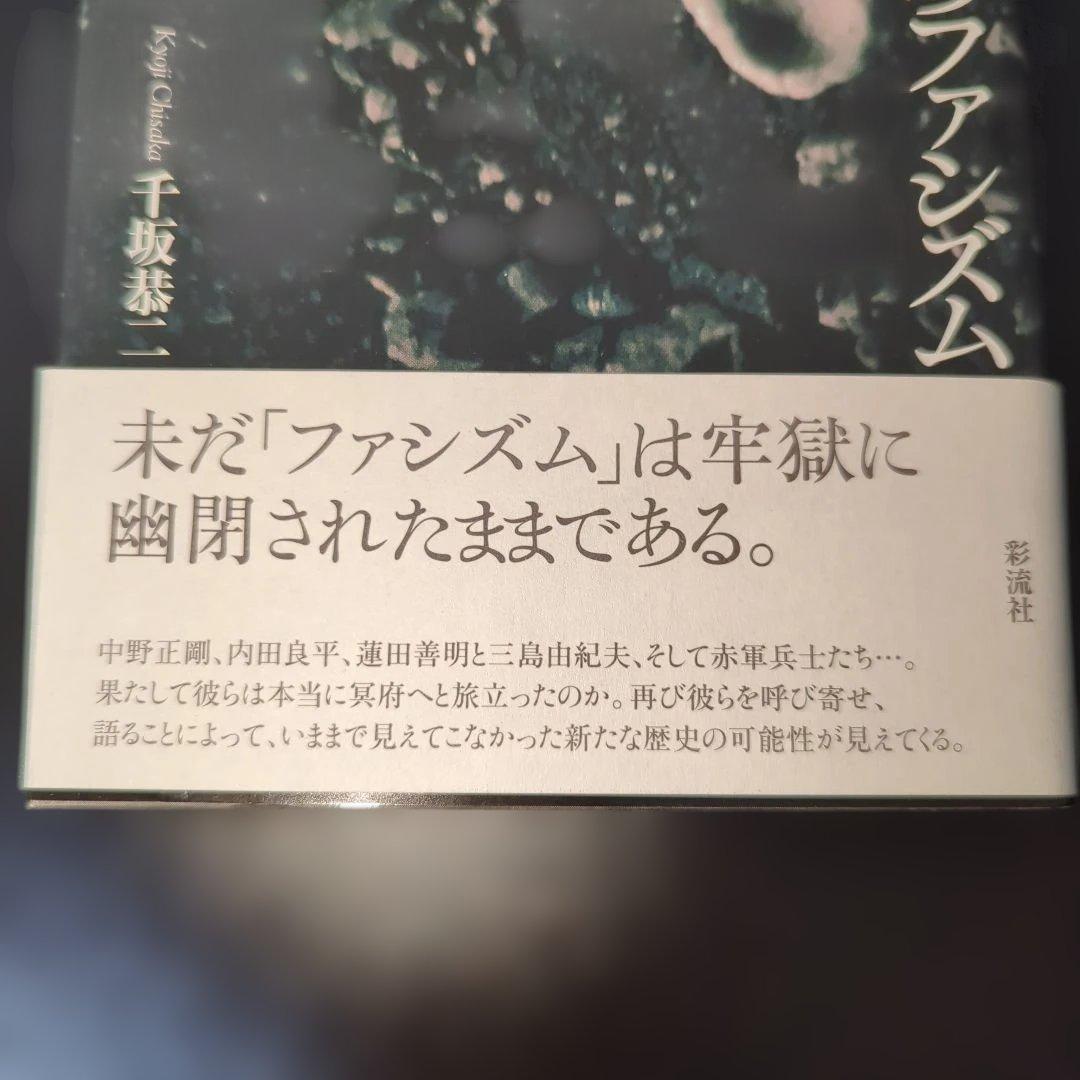 ファシズム
Kyoji Chisaka 千坂恭二
未だ「ファシズム」は牢獄に
幽閉されたままである。
彩流社
中野正剛、内田良平、蓮田善明と三島由紀夫、そして赤軍兵士たち…。
果たして彼らは本当に冥府へと旅立ったのか。再び彼らを呼び寄せ、
語ることによって、いままで見えてこなかった新たな歴史の可能性が見えてくる。